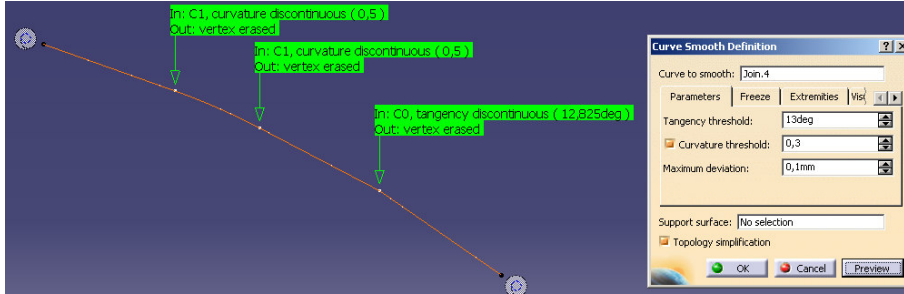 In: C1, curvature discontinuous ( 0,5 )
Out: vertex erased
In: C1, curvature discontinuous ( 0,5 )
Out: vertex erased
In: C0, tangency discontinuous ( 12,825deg )
Out: vertex erased
Curve Smooth Definition
Curve to smooth: Join.4
Parameters Freeze Extremities Vis
Tangency threshold: 13deg
Curvature threshold: 0,3
Maximum deviation: 0,1mm
Support surface: No selection
Topology simplification
OK Cancel Preview